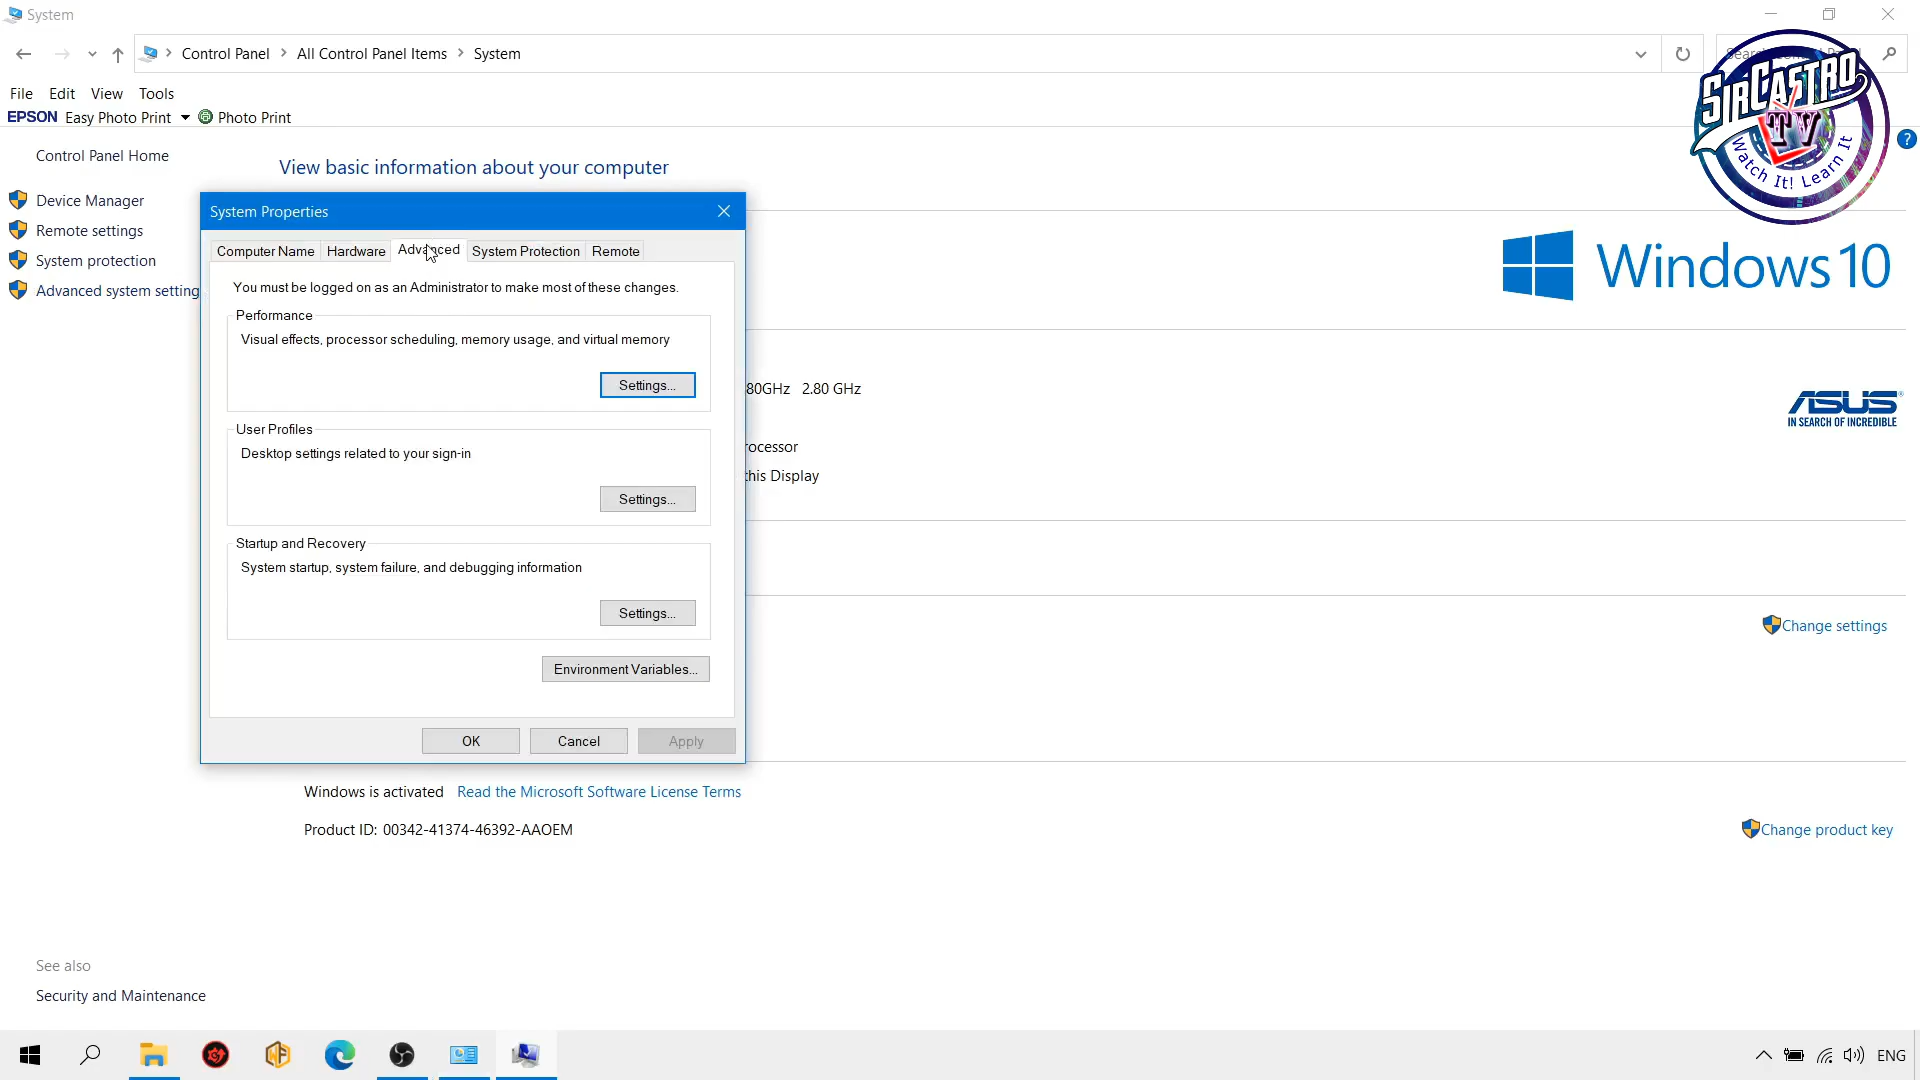 System
Control Panel
All Control Panel Items
System
File
Edit
View
Tools
EPSON
Easy Photo Print
Photo Print
SIRCASTRO
TV
Watch It! Learn It
?
Control Panel Home
View basic information about your computer
Device Manager
Remote settings
System protection
Advanced system setting
System Properties
Computer Name
Hardware
Advanced
System Protection
Remote
You must be logged on as an Administrator to make most of these changes.
Performance
Visual effects, processor scheduling, memory usage, and virtual memory
Settings...
User Profiles
Desktop settings related to your sign-in
Settings...
Startup and Recovery
System startup, system failure, and debugging information
Settings...
Environment Variables...
OK
Cancel
Apply
Windows 10
80GHz 2.80 GHz
ASUS
IN SEARCH OF INCREDIBLE
rocessor
this Display
Change settings
Windows is activated
Read the Microsoft Software License Terms
Product ID: 00342-41374-46392-AAOEM
Change product key
See also
Security and Maintenance
ENG